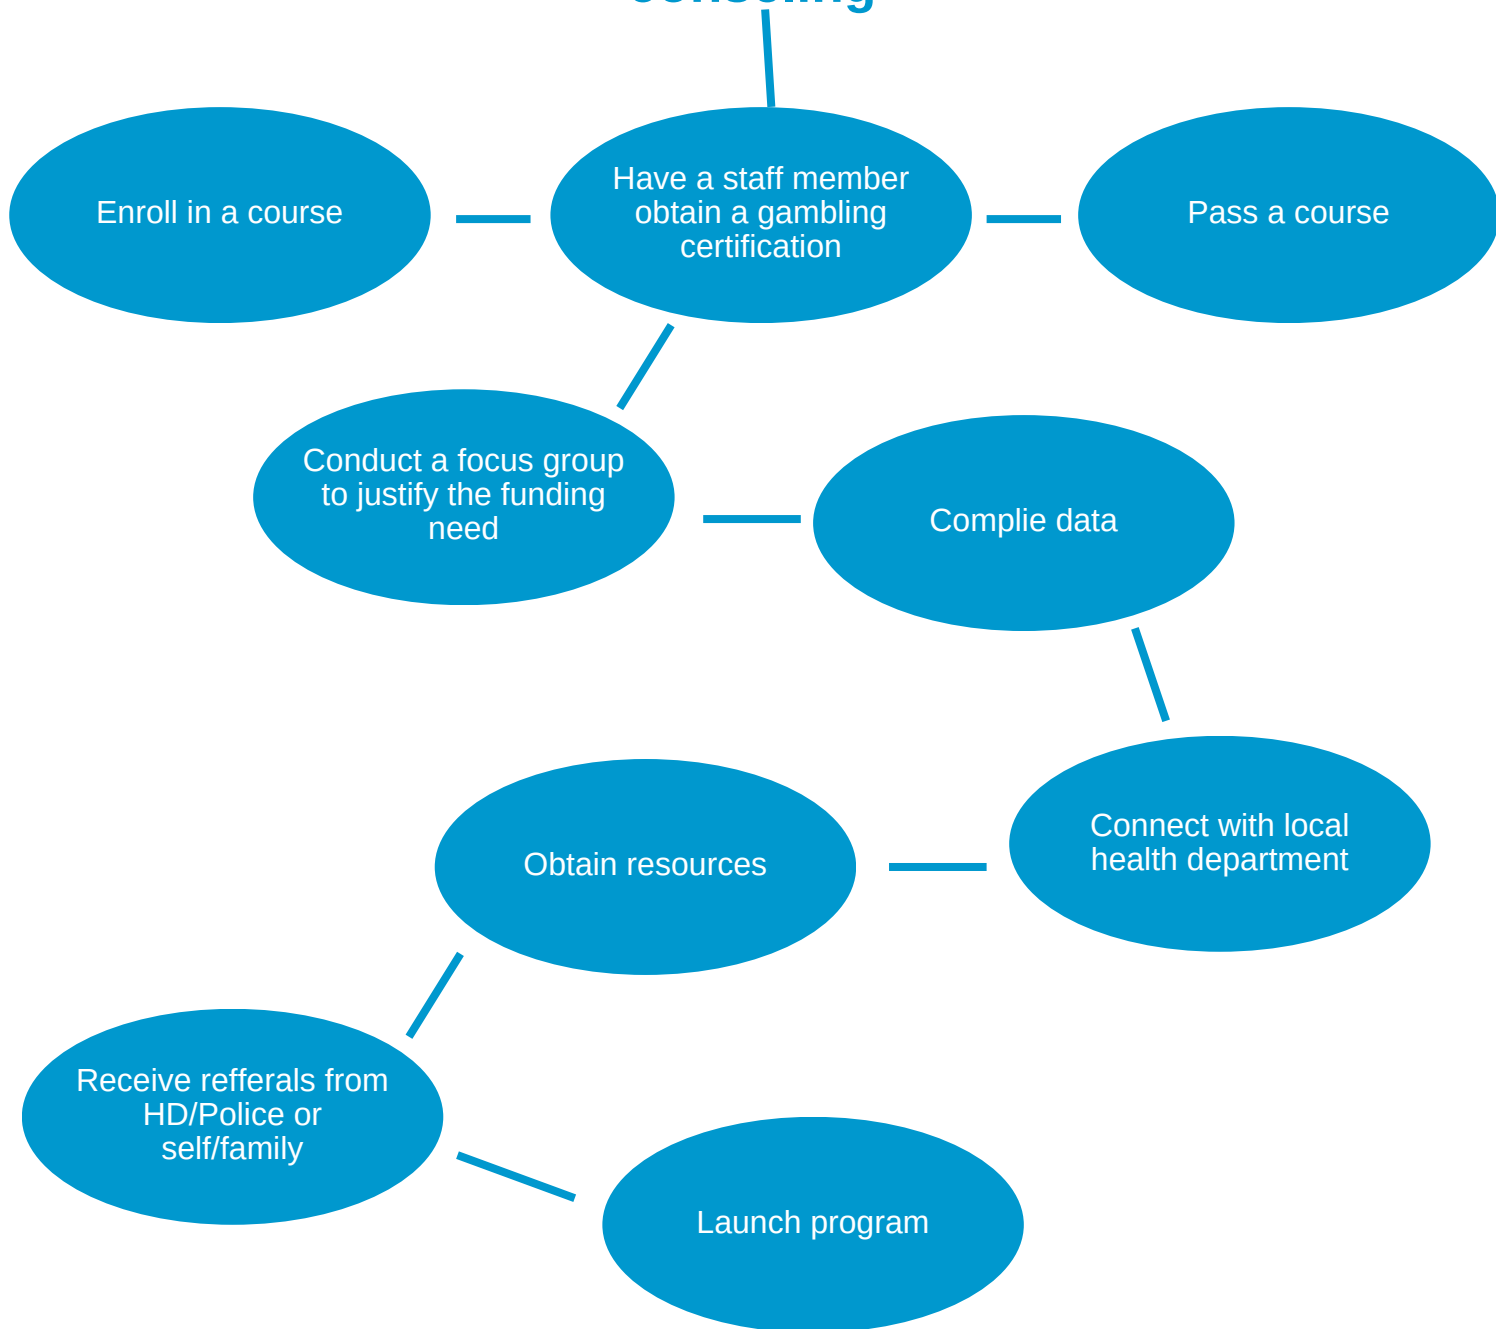 Enroll in a course
Have a staff member
obtain a gambling
certification
Pass a course
Conduct a focus group
to justify the funding
need
Complie data
Connect with local
health department
Obtain resources
Receive refferals from
HD/Police or
self/family
Launch program